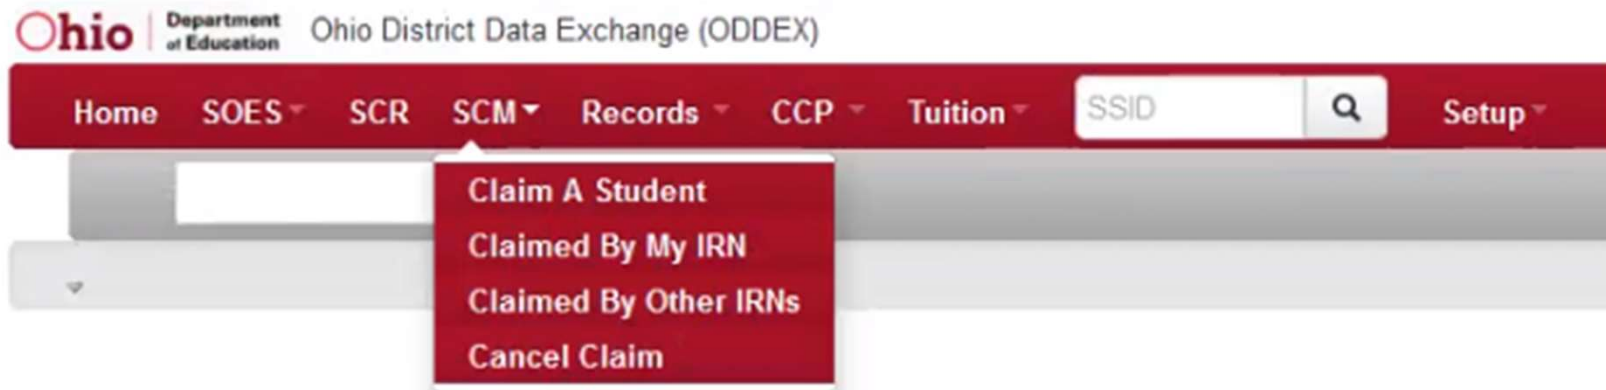 Ohio Department of Education Ohio District Data Exchange (ODDEX)
Home SOES SCR SCM Records CCP Tuition SSID Setup
Claim A Student
Claimed By My IRN
Claimed By Other IRNs
Cancel Claim